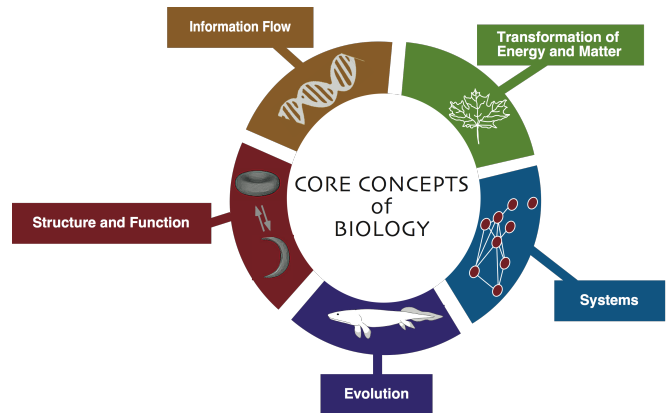 Information Flow
Transformation of
Energy and Matter
CORE CONCEPTS
of
BIOLOGY
Structure and Function
Systems
Evolution